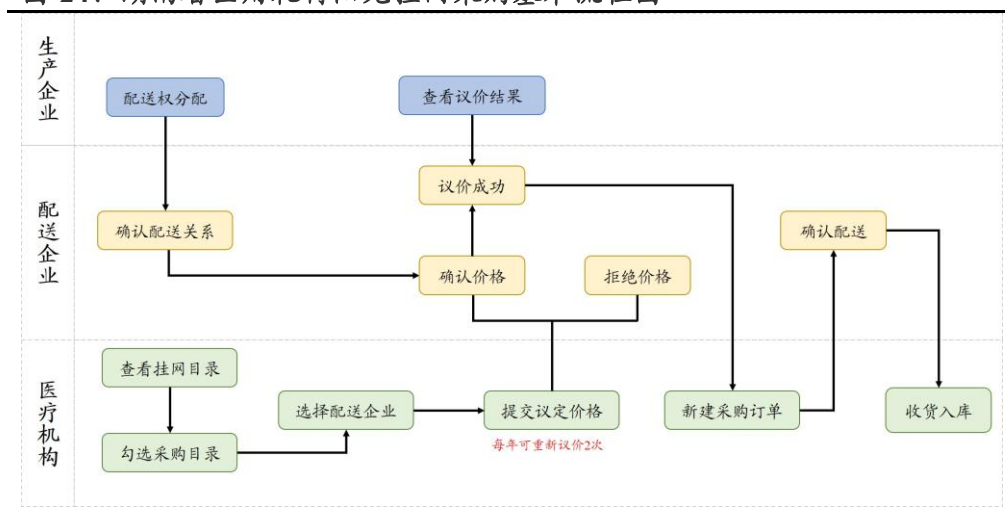 生产企业
配送权分配
查看议价结果
配送企业
议价成功
确认配送关系
确认配送
确认价格
拒绝价格
医疗机构
查看挂网目录
选择配送企业
提交议定价格
新建采购订单
收货入库
每年可重新议价2次
勾选采购目录